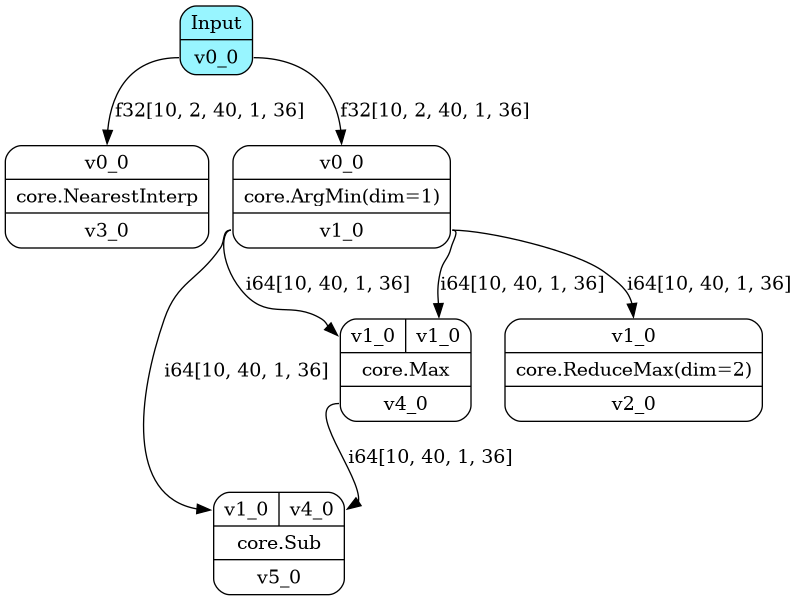 Input
v0_0
f32[10, 2, 40, 1, 36]
f32[10, 2, 40, 1, 36]
v0_0
core.NearestInterp
v3_0
v0_0
core.ArgMin(dim=1)
v1_0
i64[10, 40, 1, 36]
i64[10, 40, 1, 36]
i64[10, 40, 1, 36]
i64[10, 40, 1, 36]
v1_0 v1_0
core.Max
v4_0
v1_0
core.ReduceMax(dim=2)
v2_0
i64[10, 40, 1, 36]
v1_0 v4_0
core.Sub
v5_0